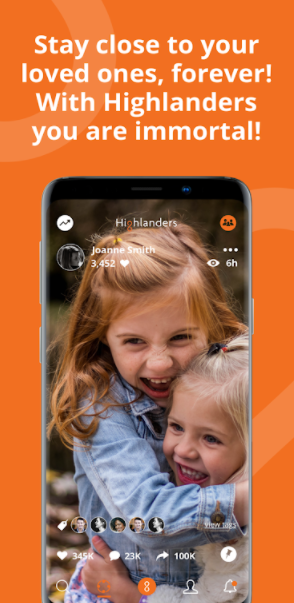 Stay close to your
loved ones, forever!
With Highlanders
you are immortal!
Highlanders
Joanne Smith
3,452
6h
View tags
345K 23K 100K